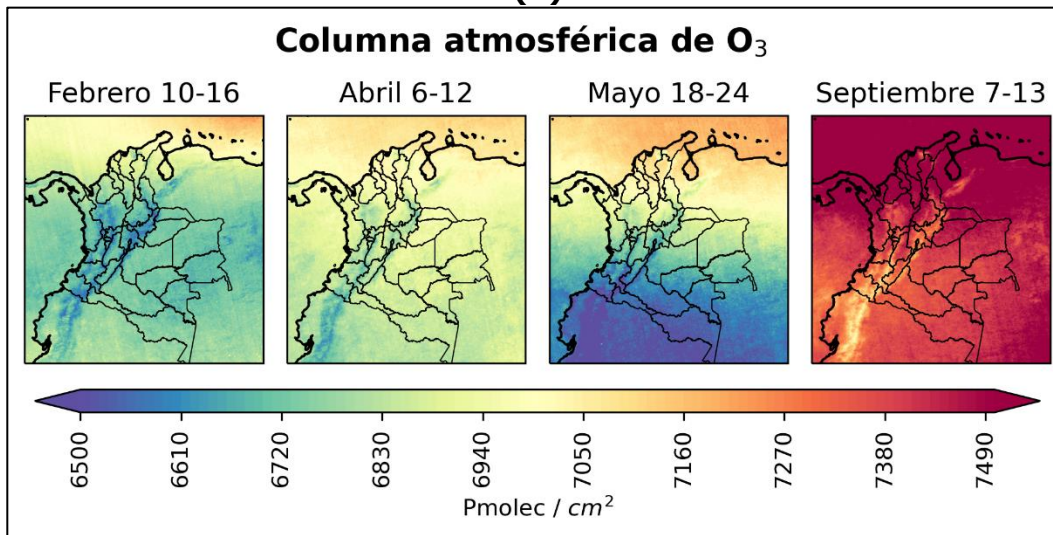 Columna atmosférica de O₃
Febrero 10-16 Abril 6-12 Mayo 18-24 Septiembre 7-13
6500 6610 6720 6830 6940 7050 7160 7270 7380 7490
Pmolec / cm²